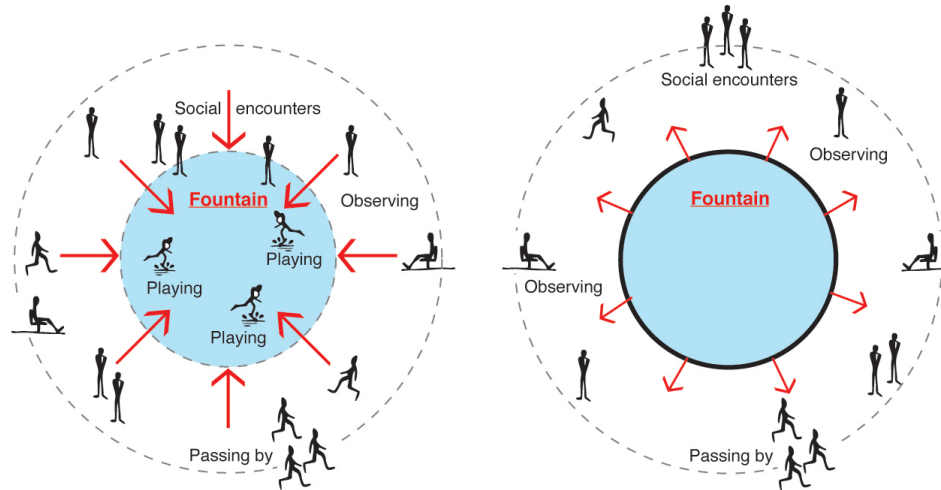 Social encounters
Fountain
Observing
Playing
Playing
Playing
Passing by
Social encounters
Observing
Fountain
Observing
Passing by